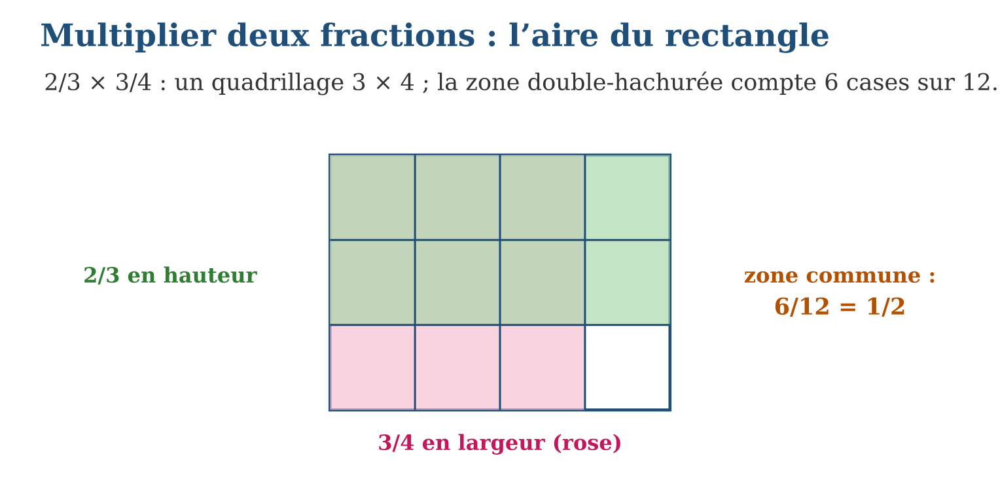 Multiplier deux fractions : l’aire du rectangle
2/3 × 3/4 : un quadrillage 3 × 4 ; la zone double-hachurée compte 6 cases sur 12.
2/3 en hauteur
zone commune :
6/12 = 1/2
3/4 en largeur (rose)